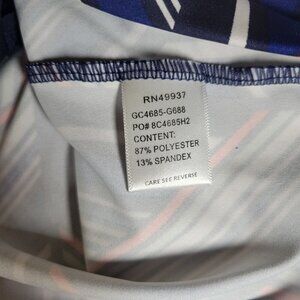 RN49937
GC4685-G688
PO# 8C4685H2
CONTENT:
87% POLYESTER
13% SPANDEX
CARE SEE REVERSE